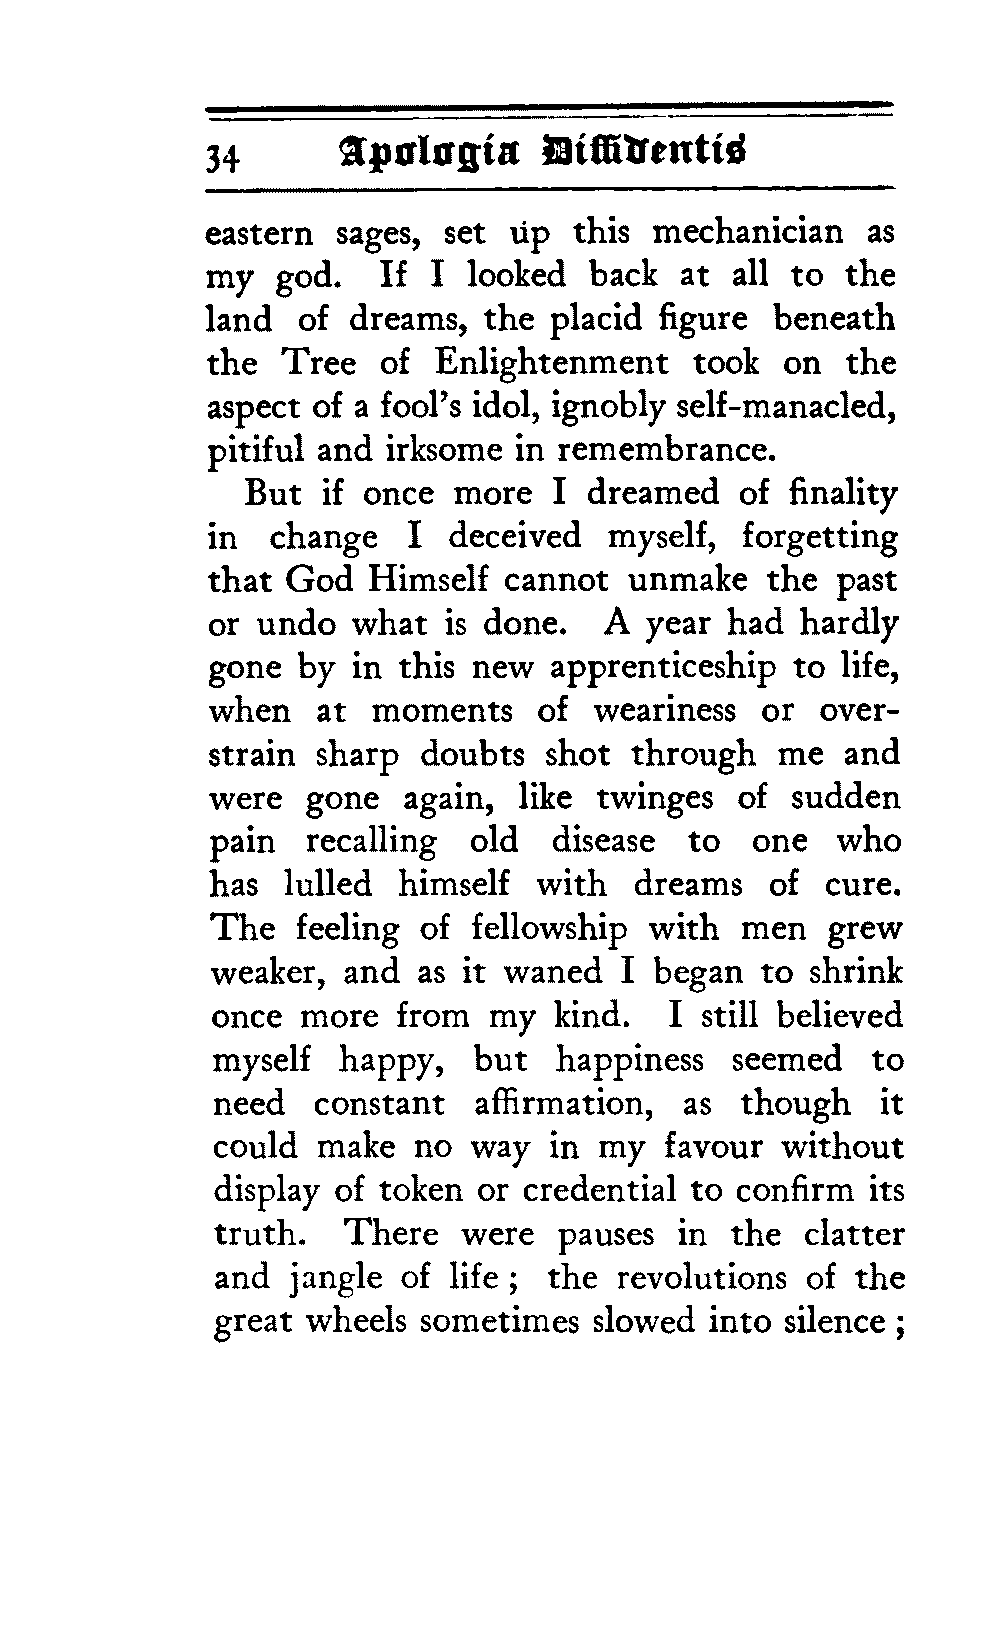 34 Apologia Diffidentis
eastern sages, set up this mechanician as
my god. If I looked back at all to the
land of dreams, the placid figure beneath
the Tree of Enlightenment took on the
aspect of a fool's idol, ignobly self-manacled,
pitiful and irksome in remembrance.
But if once more I dreamed of finality
in change I deceived myself, forgetting
that God Himself cannot unmake the past
or undo what is done. A year had hardly
gone by in this new apprenticeship to life,
when at moments of weariness or over-
strain sharp doubts shot through me and
were gone again, like twinges of sudden
pain recalling old disease to one who
has lulled himself with dreams of cure.
The feeling of fellowship with men grew
weaker, and as it waned I began to shrink
once more from my kind. I still believed
myself happy, but happiness seemed to
need constant affirmation, as though it
could make no way in my favour without
display of token or credential to confirm its
truth. There were pauses in the clatter
and jangle of life ; the revolutions of the
great wheels sometimes slowed into silence ;